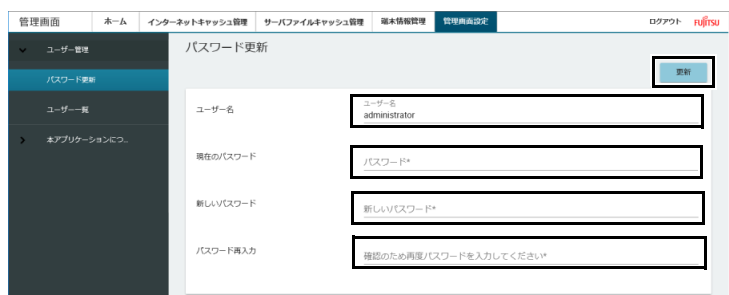 管理画面 ホーム インターネットキャッシュ管理 サーバファイルキャッシュ管理 端末情報管理 管理画面設定 ログアウト FUJITSU
ユーザー管理
パスワード更新
ユーザー一覧
本アプリケーションにつ...
パスワード更新
更新
ユーザー名
ユーザー名
administrator
現在のパスワード
パスワード*
新しいパスワード
新しいパスワード*
パスワード再入力
確認のため再度パスワードを入力してください*